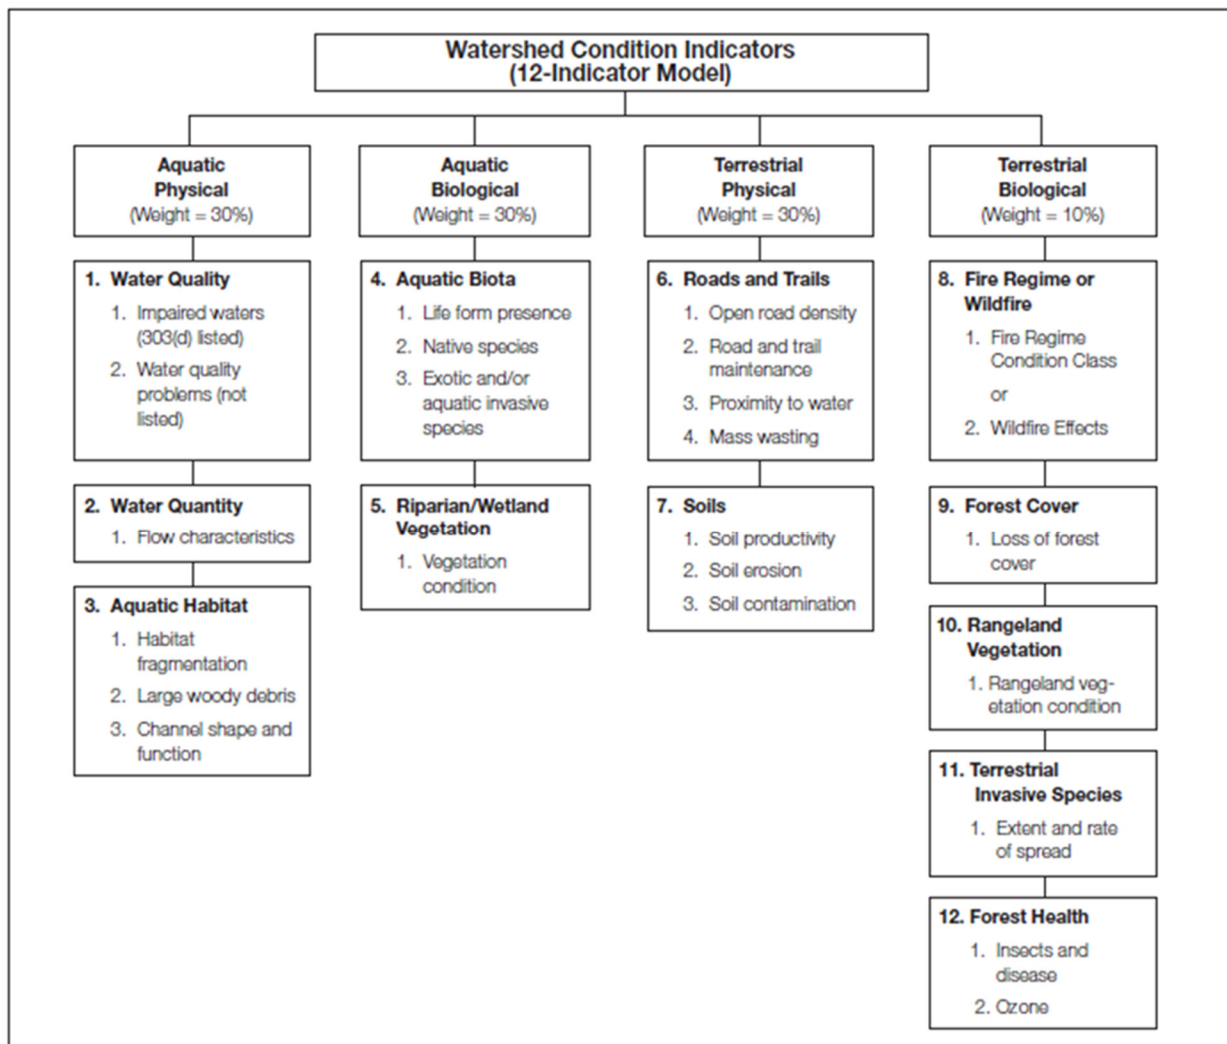 Watershed Condition Indicators
(12-Indicator Model)
Aquatic
Physical
(Weight = 30%)
1. Water Quality
1. Impaired waters
(303(d) listed)
2. Water quality
problems (not
listed)
2. Water Quantity
1. Flow characteristics
3. Aquatic Habitat
1. Habitat
fragmentation
2. Large woody debris
3. Channel shape and
function
Aquatic
Biological
(Weight = 30%)
4. Aquatic Biota
1. Life form presence
2. Native species
3. Exotic and/or
aquatic invasive
species
5. Riparian/Wetland
Vegetation
1. Vegetation
condition
Terrestrial
Physical
(Weight = 30%)
6. Roads and Trails
1. Open road density
2. Road and trail
maintenance
3. Proximity to water
4. Mass wasting
7. Soils
1. Soil productivity
2. Soil erosion
3. Soil contamination
Terrestrial
Biological
(Weight = 10%)
8. Fire Regime or
Wildfire
1. Fire Regime
Condition Class
or
2. Wildfire Effects
9. Forest Cover
1. Loss of forest
cover
10. Rangeland
Vegetation
1. Rangeland veg-
etation condition
11. Terrestrial
Invasive Species
1. Extent and rate
of spread
12. Forest Health
1. Insects and
disease
2. Ozone